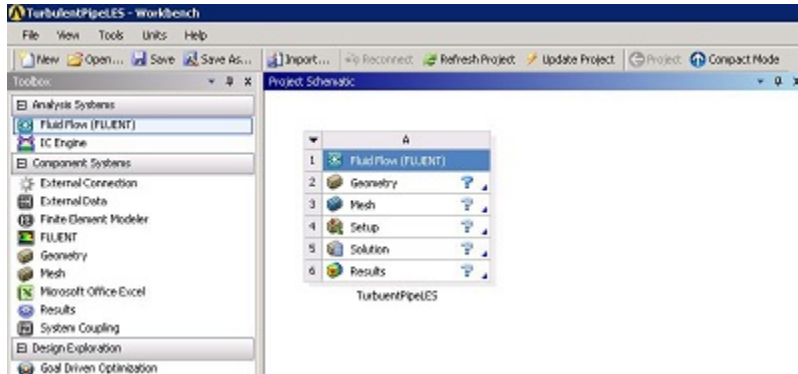 TurbulentPipeLES - Workbench
File View Tools Units Help
New Open... Save Save As... Import... Reconnect Refresh Project Update Project Project Compact Mode
Toolbox
Project Schematic
Analysis Systems
Fluid Flow (FLUENT)
IC Engine
Component Systems
External Connection
External Data
Finite Element Modeler
FLUENT
Geometry
Mesh
Microsoft Office Excel
Results
System Coupling
Design Exploration
Goal Driven Optimization
A
1 Fluid Flow (FLUENT)
2 Geometry ?
3 Mesh ?
4 Setup ?
5 Solution ?
6 Results ?
TurbuentPipeLES